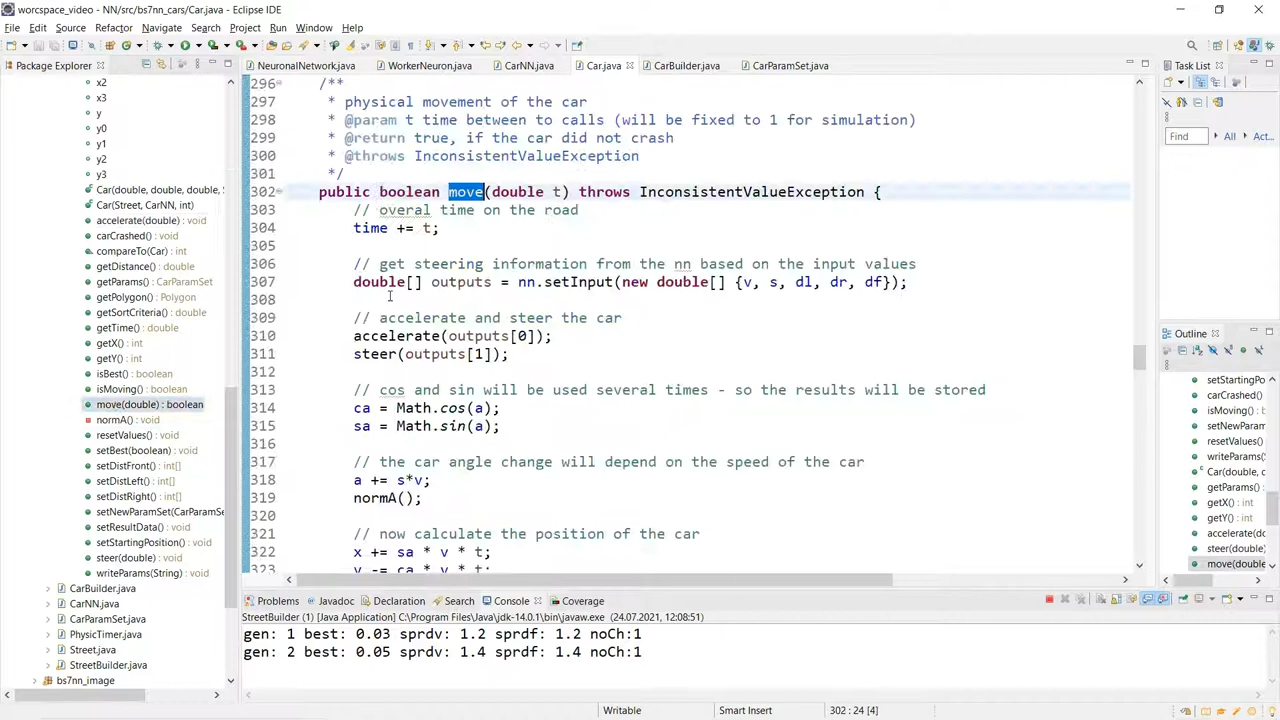 worcspace_video - NN/src/bs7nn_cars/Car.java - Eclipse IDE
File Edit Source Refactor Navigate Search Project Run Window Help
Package Explorer
NeuronalNetwork.java WorkerNeuron.java CarNN.java Car.java CarBuilder.java CarParamSet.java
Task List
x2
x3
y
y0
y1
y2
y3
Car(double, double, double,
Car(Street, CarNN, int)
accelerate(double) : void
carCrashed() : void
compareTo(Car) : int
getDistance() : double
getParams() : CarParamSet
getPolygon() : Polygon
getSortCriteria() : double
getTime() : double
getX() : int
getY() : int
isBest() : boolean
isMoving() : boolean
move(double) : boolean
normA() : void
resetValues() : void
setBest(boolean) : void
setDistFront() : int[]
setDistLeft() : int[]
setDistRight() : int[]
setNewParamSet(CarParamSe
setResultData() : void
setStartingPosition() : void
steer(double) : void
writeParams(String) : void
CarBuilder.java
CarNN.java
CarParamSet.java
PhysicTimer.java
Street.java
StreetBuilder.java
bs7nn_image
296 /**
297 * physical movement of the car
298 * @param t time between to calls (will be fixed to 1 for simulation)
299 * @return true, if the car did not crash
300 * @throws InconsistentValueException
301 */
302 public boolean move(double t) throws InconsistentValueException {
303 // overal time on the road
304 time += t;
305
306 // get steering information from the nn based on the input values
307 double[] outputs = nn.setInput(new double[] {v, s, dl, dr, df});
308
309 // accelerate and steer the car
310 accelerate(outputs[0]);
311 steer(outputs[1]);
312
313 // cos and sin will be used several times - so the results will be stored
314 ca = Math.cos(a);
315 sa = Math.sin(a);
316
317 // the car angle change will depend on the speed of the car
318 a += s*v;
319 normA();
320
321 // now calculate the position of the car
322 x += sa * v * t;
323 y -= ca * v * t;
Find All Acti...
Outline
setStartingPo
carCrashed()
isMoving() :
setNewParam
resetValues()
writeParams(
Car(double, d
getParams() :
getX() : int
getY() : int
accelerate(do
steer(double)
move(double
Problems Javadoc Declaration Search Console Coverage
StreetBuilder [Java Application] C:\Program Files\Java\jdk-14.0.1\bin\javaw.exe (24.07.2021, 12:08:51)
gen: 1 best: 0.03 sprdv: 1.2 sprdf: 1.2 noCh:1
gen: 2 best: 0.05 sprdv: 1.4 sprdf: 1.4 noCh:1
Writable Smart Insert 302 : 24 [4]